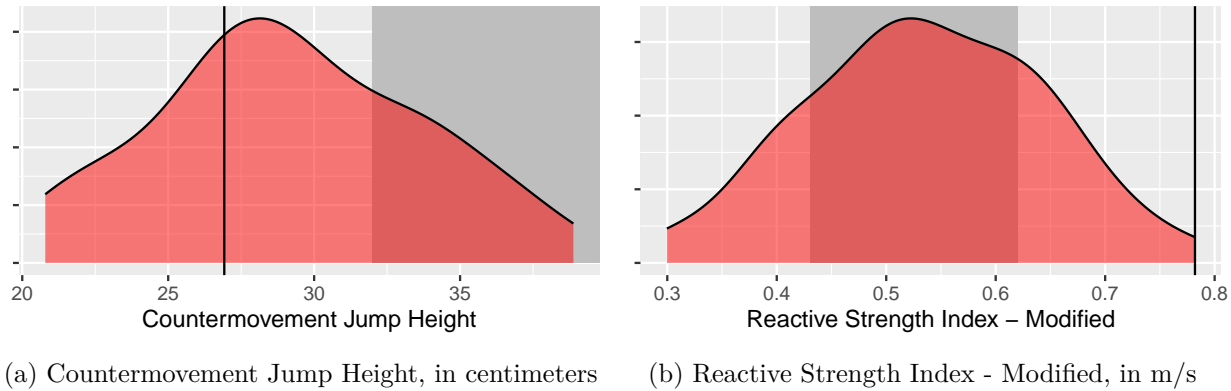 20 25 30 35
Countermovement Jump Height
(a) Countermovement Jump Height, in centimeters
0.3 0.4 0.5 0.6 0.7 0.8
Reactive Strength Index − Modified
(b) Reactive Strength Index - Modified, in m/s